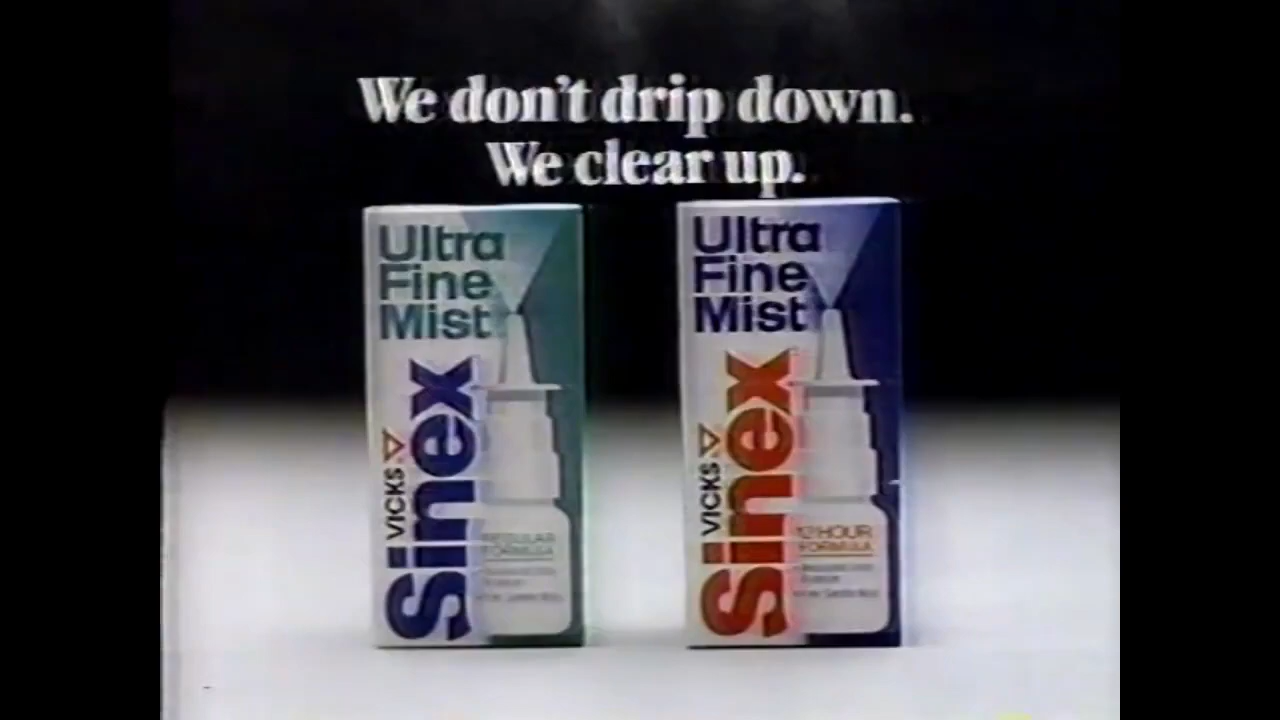 We don't drip down.
We clear up.
Ultra
Fine
Mist
VICKS
Sinex
REGULAR
FORMULA
Ultra
Fine
Mist
VICKS
Sinex
12 HOUR
FORMULA